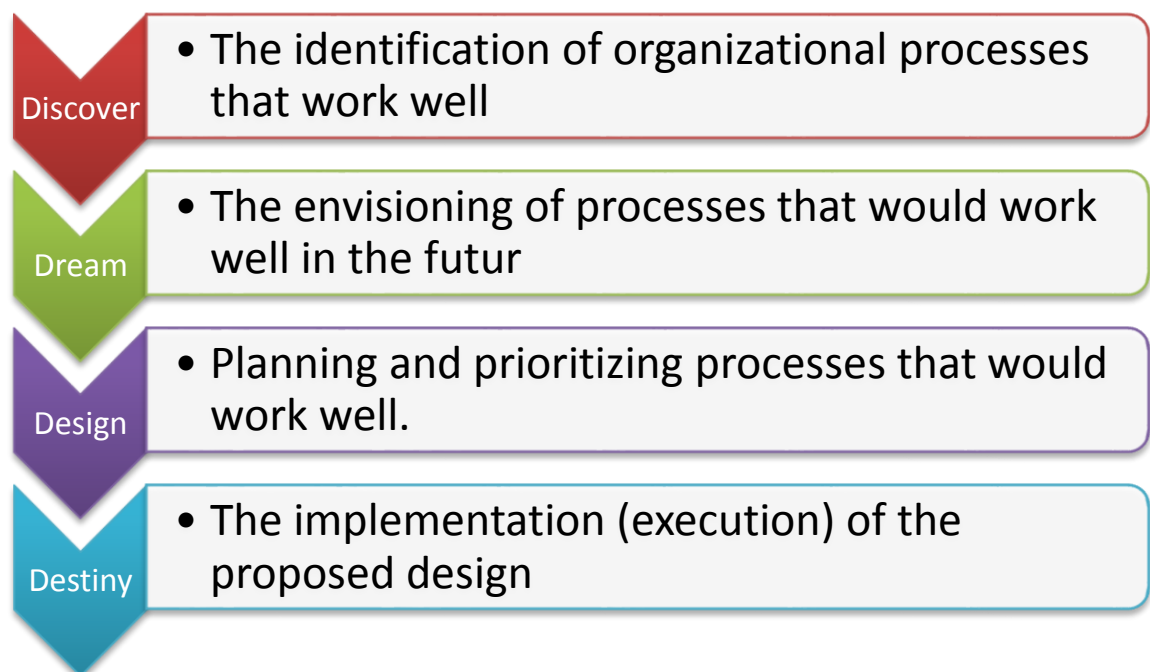 Discover
• The identification of organizational processes
that work well
Dream
• The envisioning of processes that would work
well in the futur
Design
• Planning and prioritizing processes that would
work well.
Destiny
• The implementation (execution) of the
proposed design